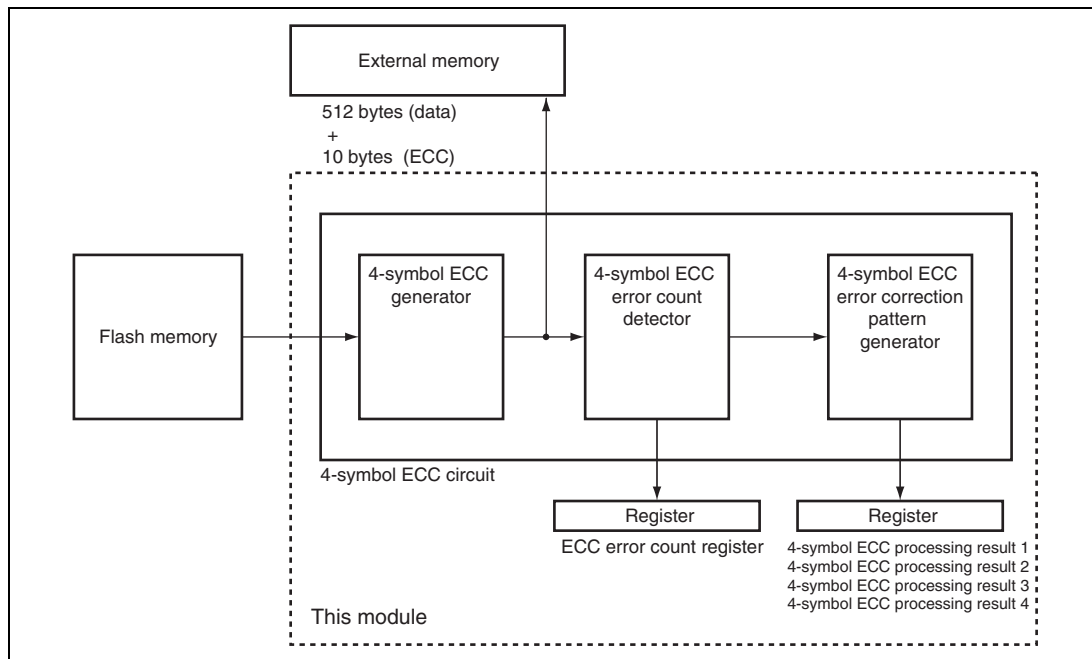 External memory
512 bytes (data)
+
10 bytes (ECC)
Flash memory
4-symbol ECC
generator
4-symbol ECC
error count
detector
4-symbol ECC
error correction
pattern
generator
4-symbol ECC circuit
Register
ECC error count register
Register
4-symbol ECC processing result 1
4-symbol ECC processing result 2
4-symbol ECC processing result 3
4-symbol ECC processing result 4
This module